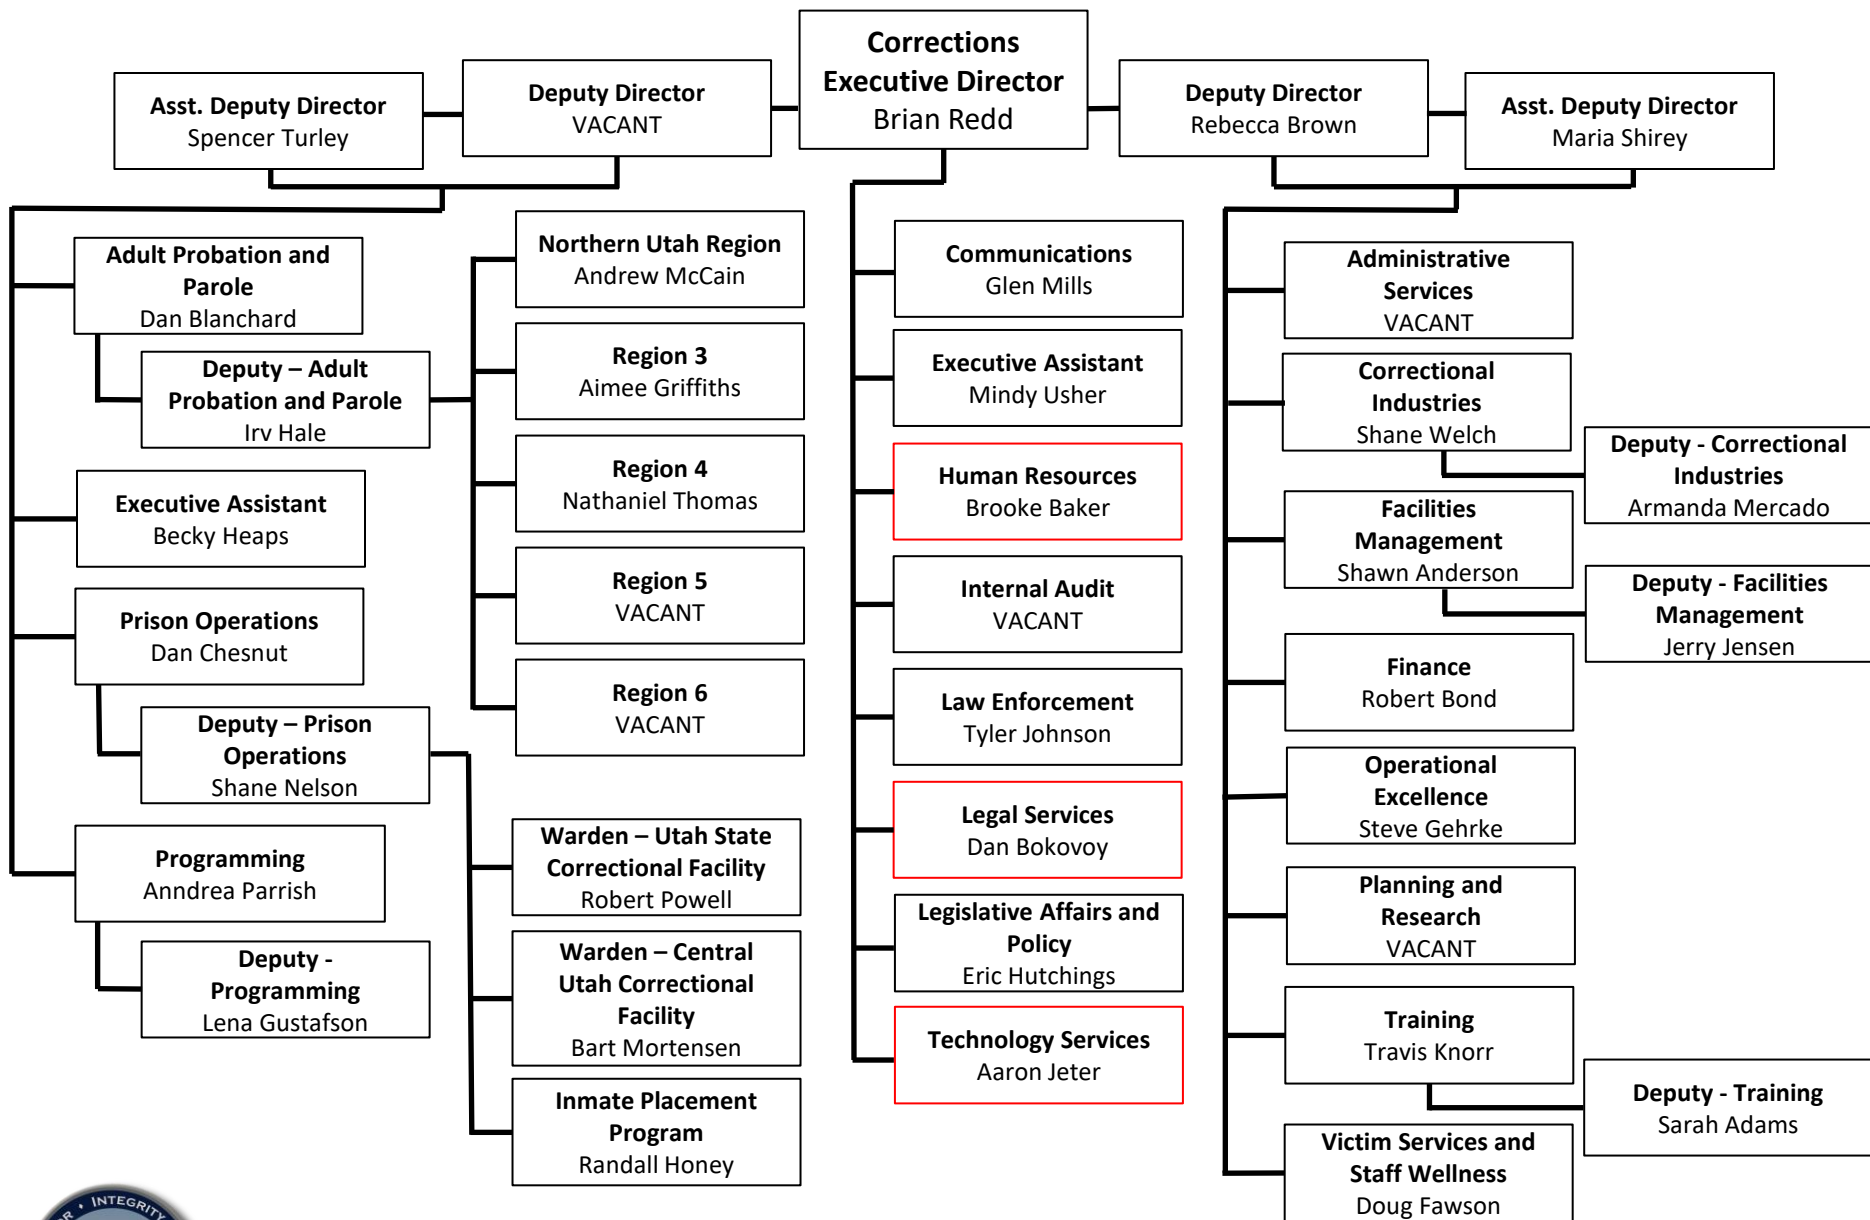 Corrections
Executive Director
Brian Redd
Asst. Deputy Director
Spencer Turley
Deputy Director
VACANT
Deputy Director
Rebecca Brown
Asst. Deputy Director
Maria Shirey
Adult Probation and
Parole
Dan Blanchard
Deputy – Adult
Probation and Parole
Irv Hale
Executive Assistant
Becky Heaps
Prison Operations
Dan Chesnut
Deputy – Prison
Operations
Shane Nelson
Programming
Anndrea Parrish
Deputy -
Programming
Lena Gustafson
Northern Utah Region
Andrew McCain
Region 3
Aimee Griffiths
Region 4
Nathaniel Thomas
Region 5
VACANT
Region 6
VACANT
Warden – Utah State
Correctional Facility
Robert Powell
Warden – Central
Utah Correctional
Facility
Bart Mortensen
Inmate Placement
Program
Randall Honey
Communications
Glen Mills
Executive Assistant
Mindy Usher
Human Resources
Brooke Baker
Internal Audit
VACANT
Law Enforcement
Tyler Johnson
Legal Services
Dan Bokovoy
Legislative Affairs and
Policy
Eric Hutchings
Technology Services
Aaron Jeter
Administrative
Services
VACANT
Correctional
Industries
Shane Welch
Deputy - Correctional
Industries
Armanda Mercado
Facilities
Management
Shawn Anderson
Deputy - Facilities
Management
Jerry Jensen
Finance
Robert Bond
Operational
Excellence
Steve Gehrke
Planning and
Research
VACANT
Training
Travis Knorr
Deputy - Training
Sarah Adams
Victim Services and
Staff Wellness
Doug Fawson
INTEGRITY